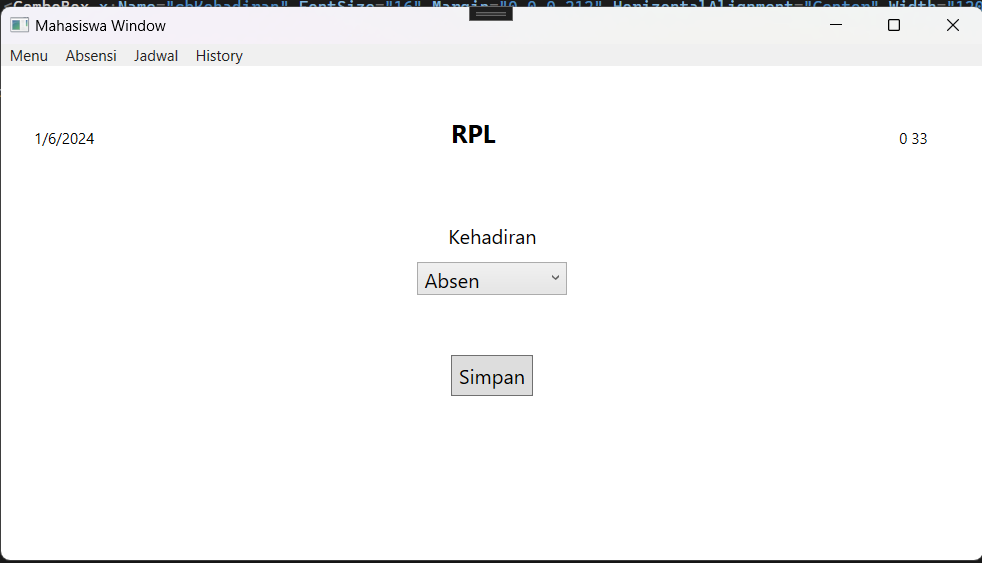 <ComboBox x:Name="cbKehadiran" FontSize="16" Margin="0,0,0,212" HorizontalAlignment="Center" Width="120
Mahasiswa Window
Menu Absensi Jadwal History
1/6/2024 RPL 0 33
Kehadiran
Absen
Simpan